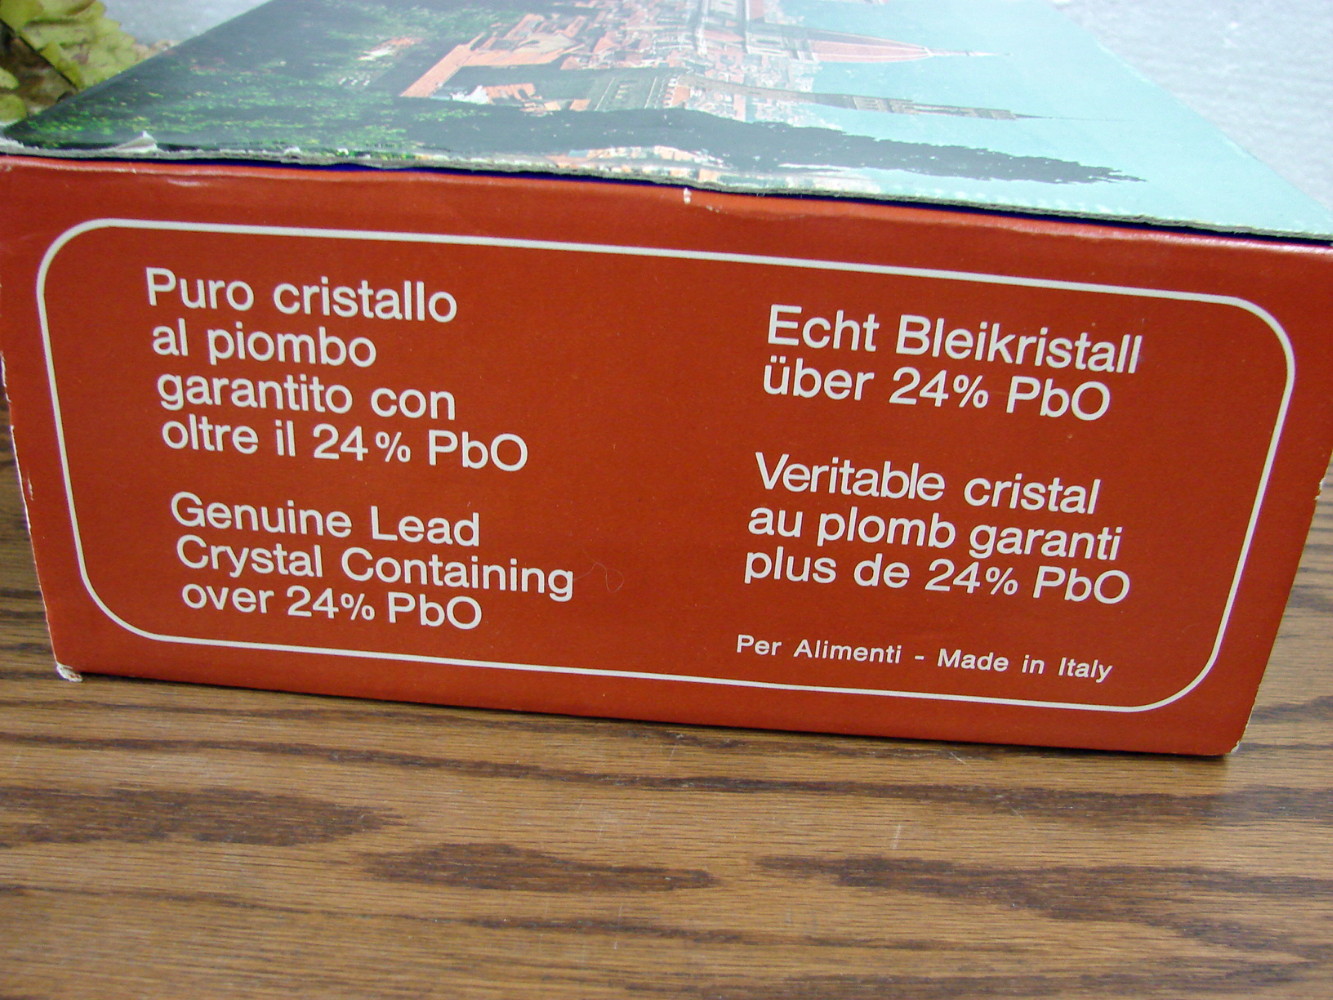 Puro cristallo
al piombo
garantito con
oltre il 24% PbO
Genuine Lead
Crystal Containing
over 24% PbO
Echt Bleikristall
über 24% PbO
Veritable cristal
au plomb garanti
plus de 24% PbO
Per Alimenti - Made in Italy